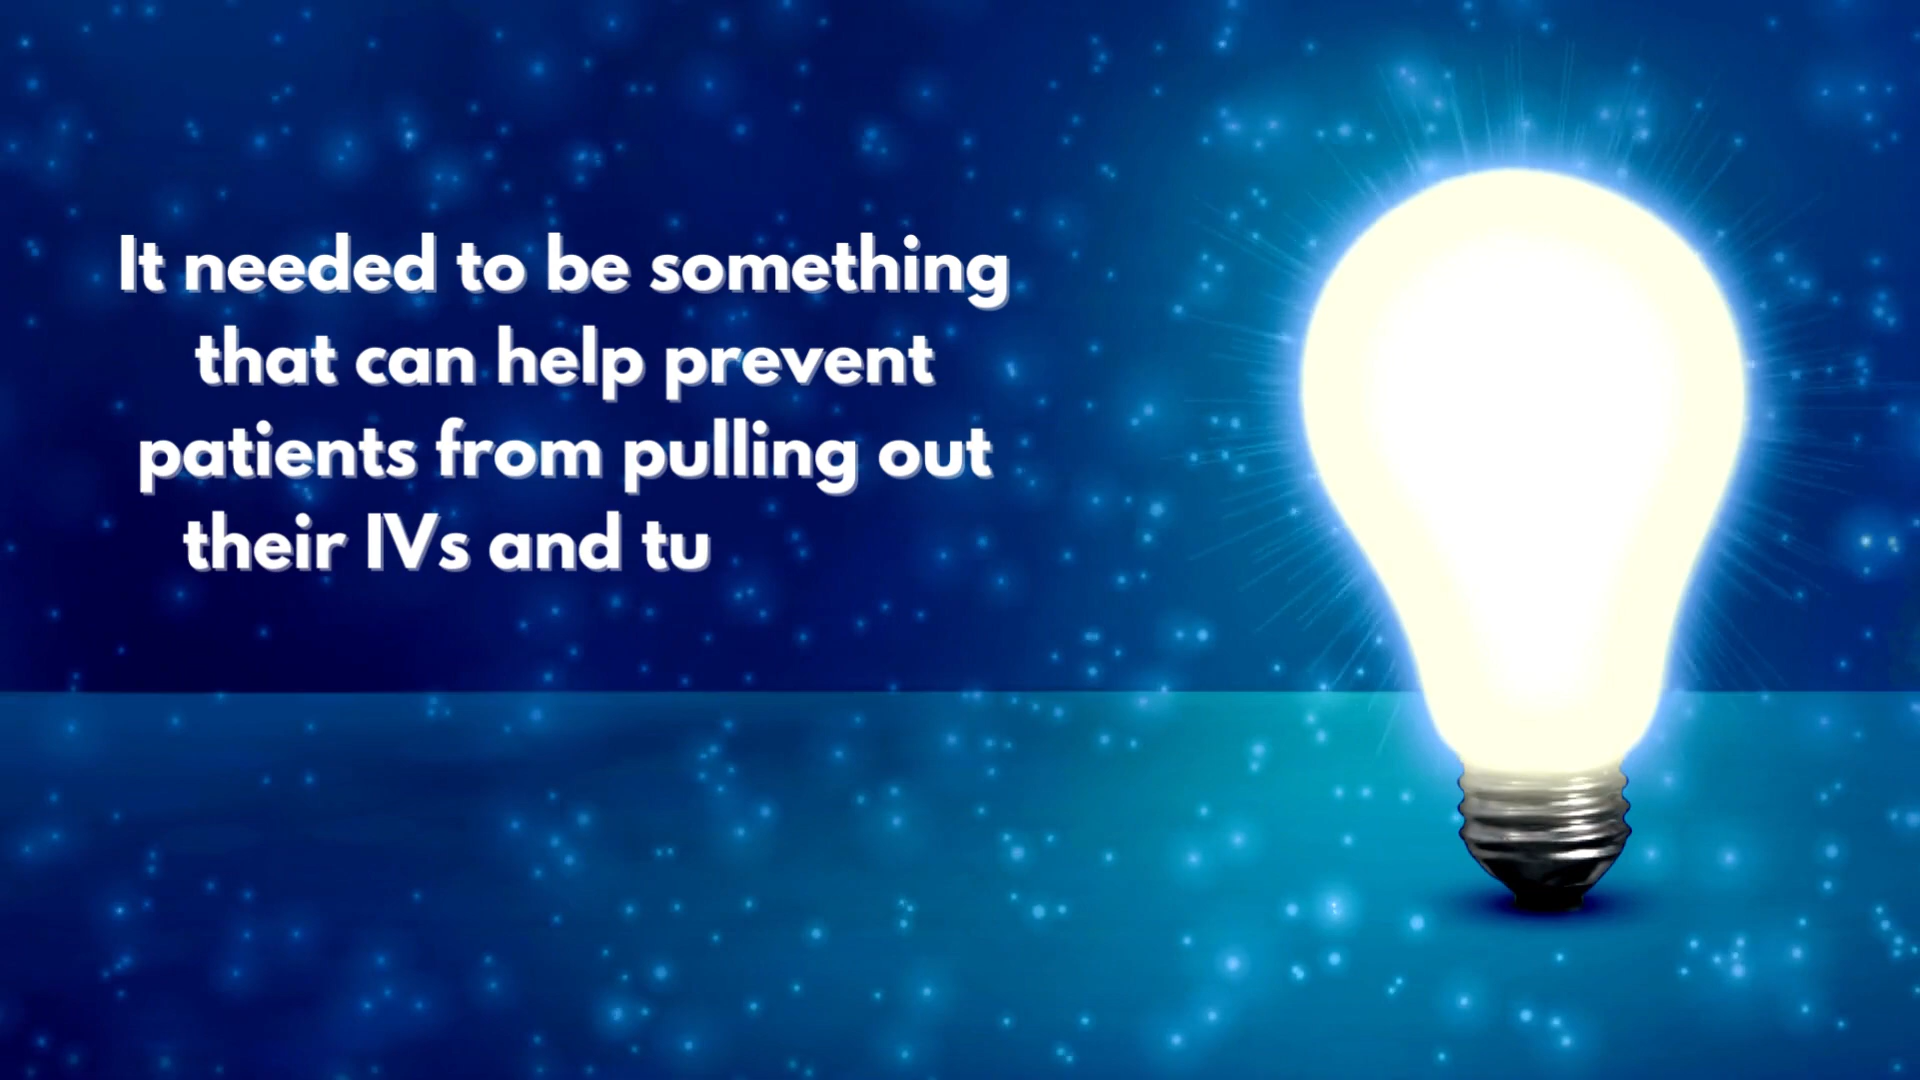 It needed to be something
that can help prevent
patients from pulling out
their IVs and tu